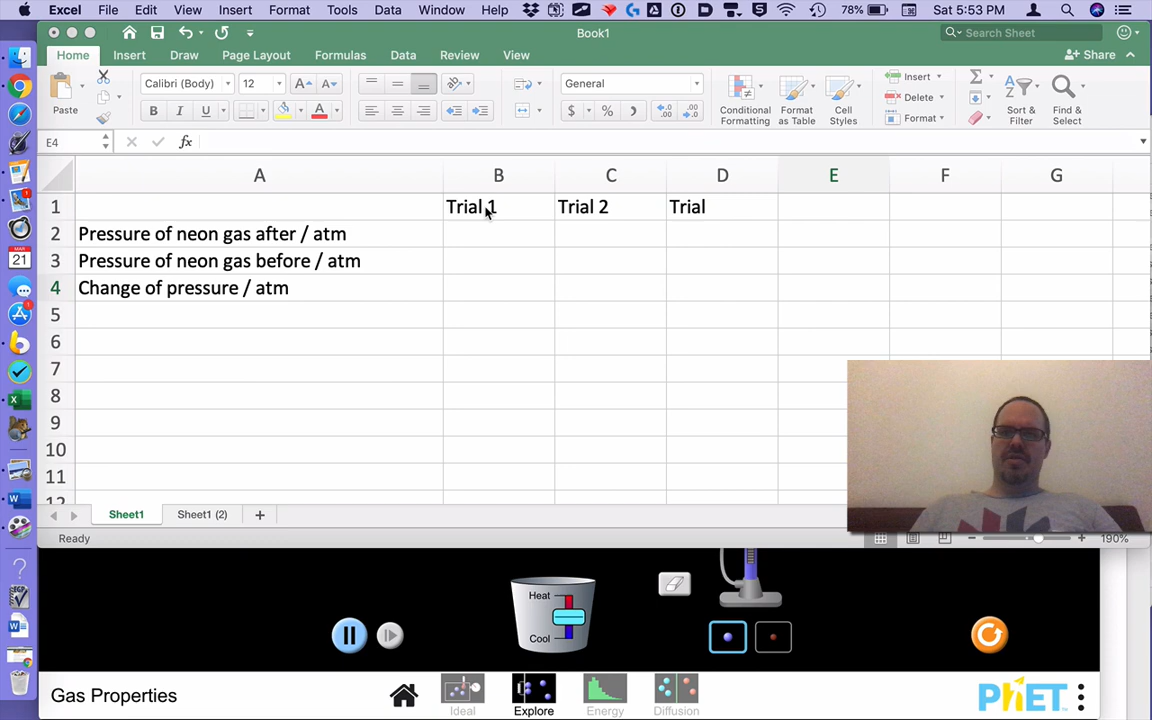 Excel File Edit View Insert Format Tools Data Window Help 78% Sat 5:53 PM
Book1
Search Sheet
Home Insert Draw Page Layout Formulas Data Review View
Share
Paste
Calibri (Body) 12
General
Conditional Formatting
Format as Table
Cell Styles
Insert
Delete
Format
Sort & Filter
Find & Select
E4 fx
A B C D E F G
1 Trial 1 Trial 2 Trial
2 Pressure of neon gas after / atm
3 Pressure of neon gas before / atm
4 Change of pressure / atm
5
6
7
8
9
10
11
12
Sheet1 Sheet1 (2) +
Ready
190%
Heat
Cool
Gas Properties
Ideal
Explore
Energy
Diffusion
PhET